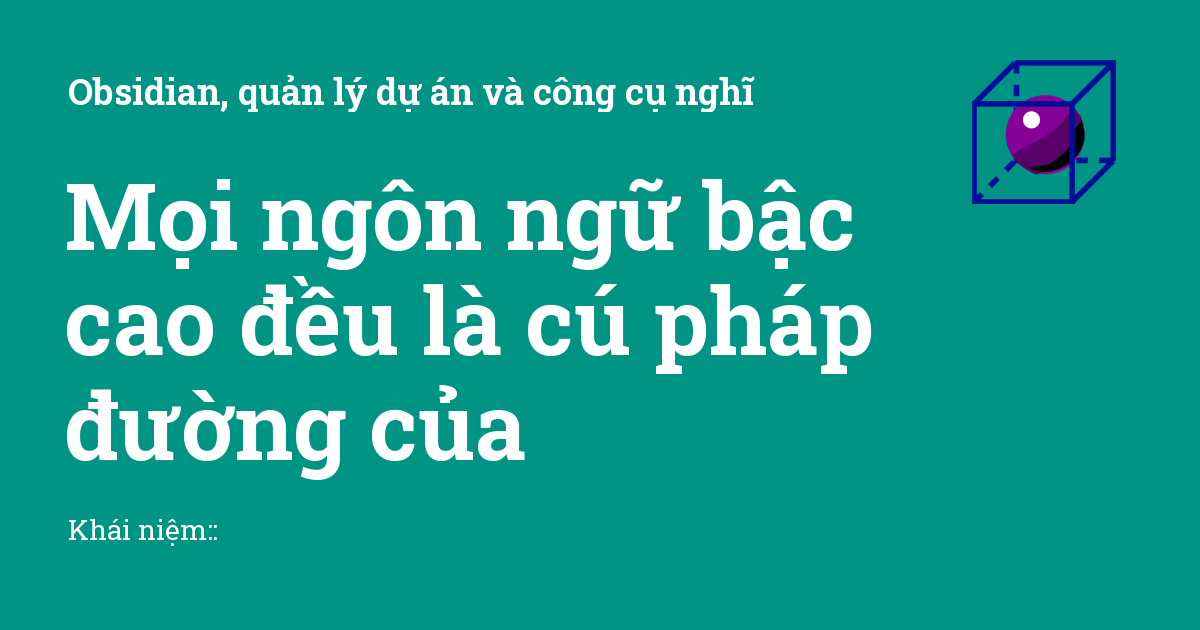 Obsidian, quản lý dự án và công cụ nghĩ
Mọi ngôn ngữ bậc
cao đều là cú pháp
đường của
Khái niệm::